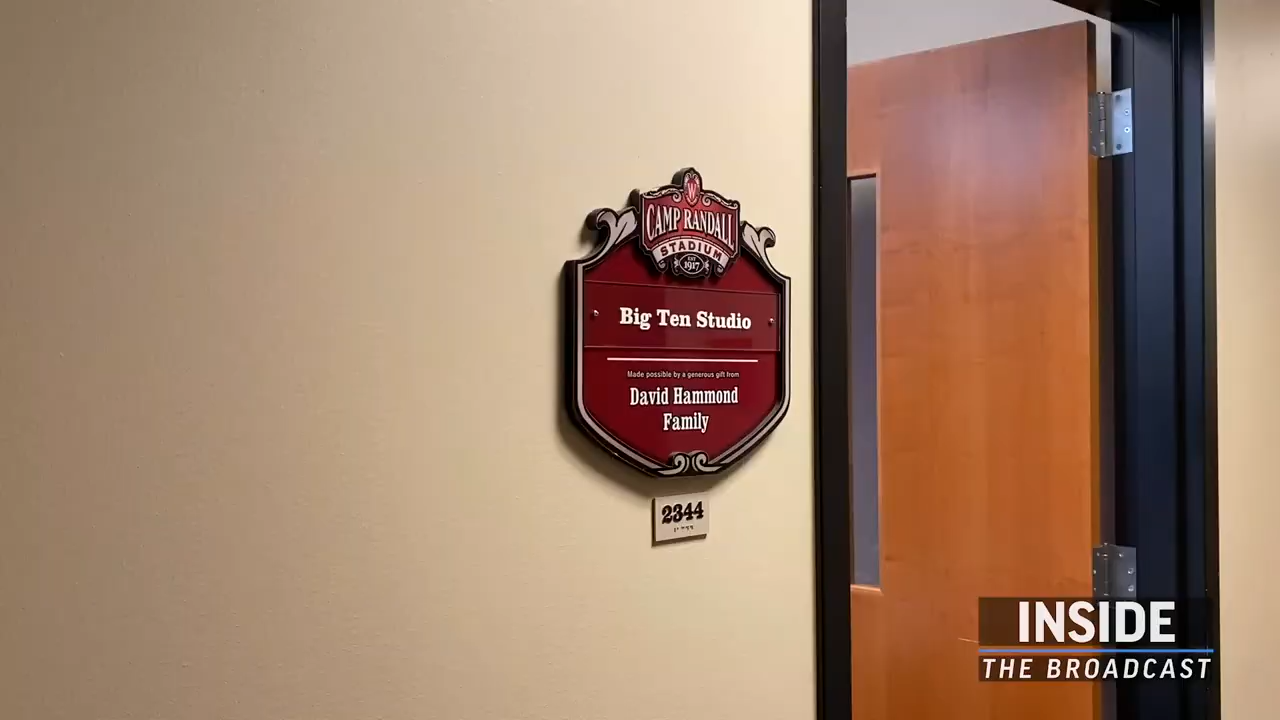 W
CAMP RANDALL
STADIUM
EST
1917
Big Ten Studio
Made possible by a generous gift from
David Hammond
Family
2344
INSIDE
THE BROADCAST